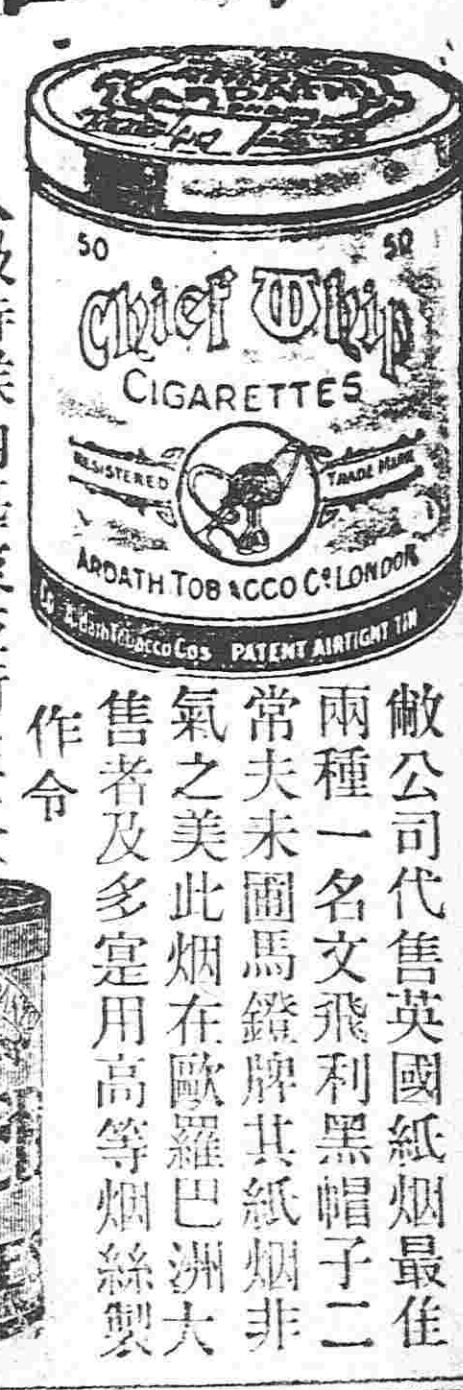 50 50
Chief Whip
CIGARETTES
REGISTERED TRADE MARK
ARDATH TOBACCO Co LONDON
Ardath Tobacco Cos PATENT AIRTIGHT TIN
敝公司代售英國紙烟最佳
兩種一名文飛利黑帽子二
常夫未圃馬鐙牌其紙烟非
氣之美此烟在歐羅巴洲大
售者及多寔用高等烟絲製
作令